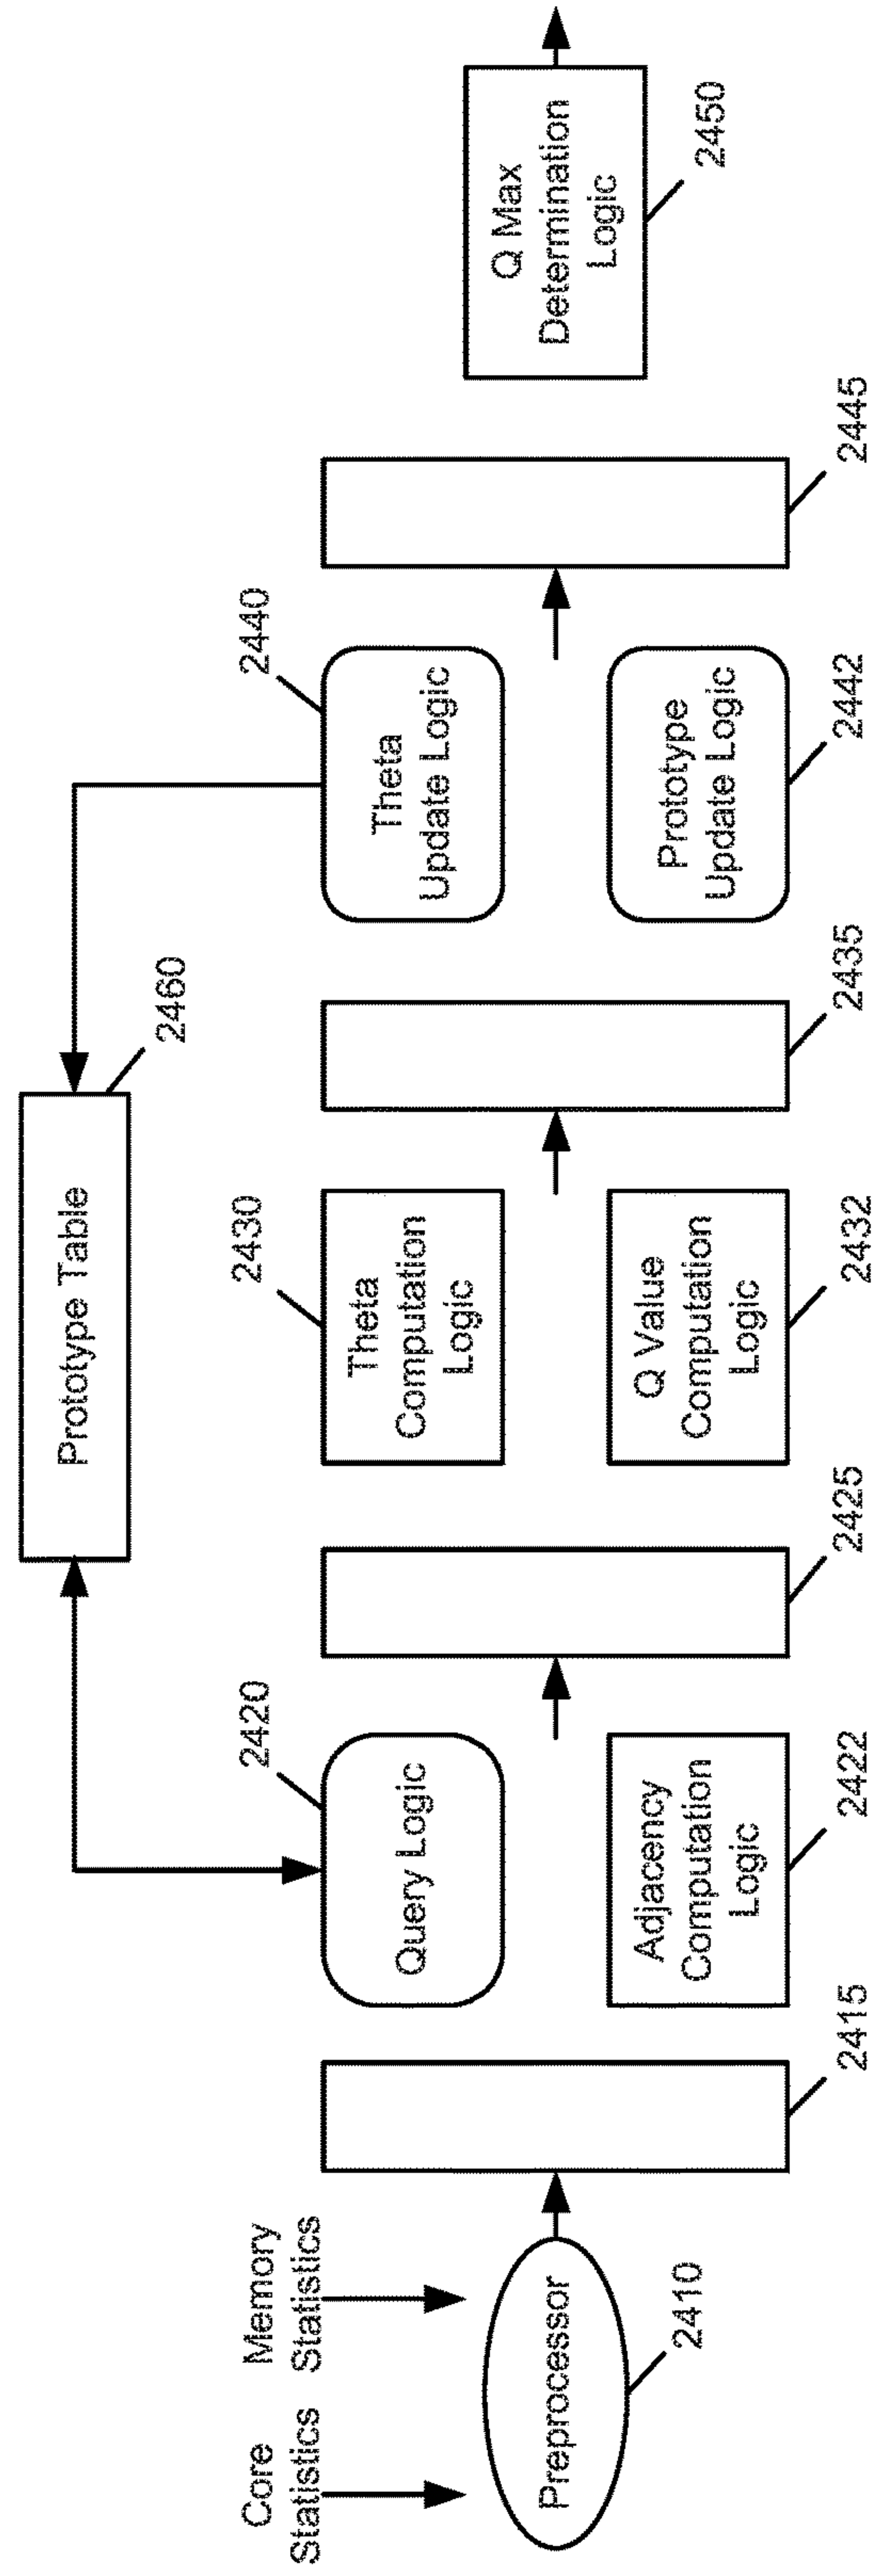 Prototype Table
2460
Core
Statistics
Memory
Statistics
2420
2430
2440
Query Logic
Theta
Computation
Logic
Theta
Update Logic
Preprocessor
2410
Q Max
Determination
Logic
2450
Adjacency
Computation
Logic
Q Value
Computation
Logic
Prototype
Update Logic
2415
2422
2425
2432
2435
2442
2445